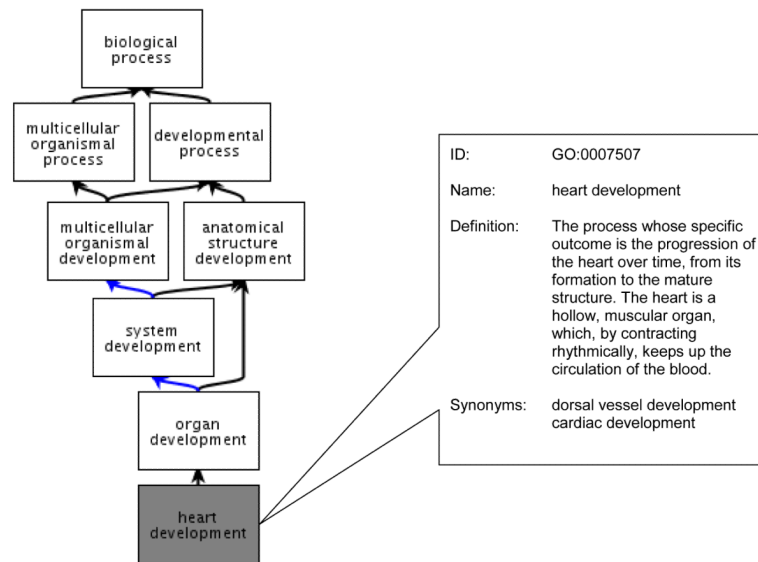 biological
process
multicellular
organismal
process
developmental
process
multicellular
organismal
development
anatomical
structure
development
system
development
organ
development
heart
development
ID: GO:0007507
Name: heart development
Definition: The process whose specific
outcome is the progression of
the heart over time, from its
formation to the mature
structure. The heart is a
hollow, muscular organ,
which, by contracting
rhythmically, keeps up the
circulation of the blood.
Synonyms: dorsal vessel development
cardiac development